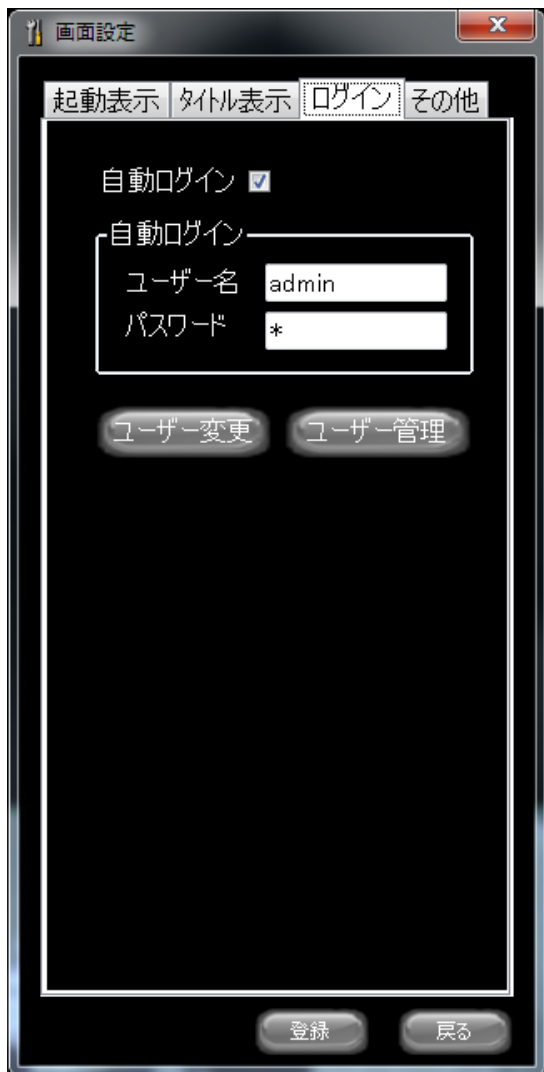 画面設定
起動表示 タイトル表示 ログイン その他
自動ログイン
自動ログイン
ユーザー名 admin
パスワード *
ユーザー変更 ユーザー管理
登録 戻る